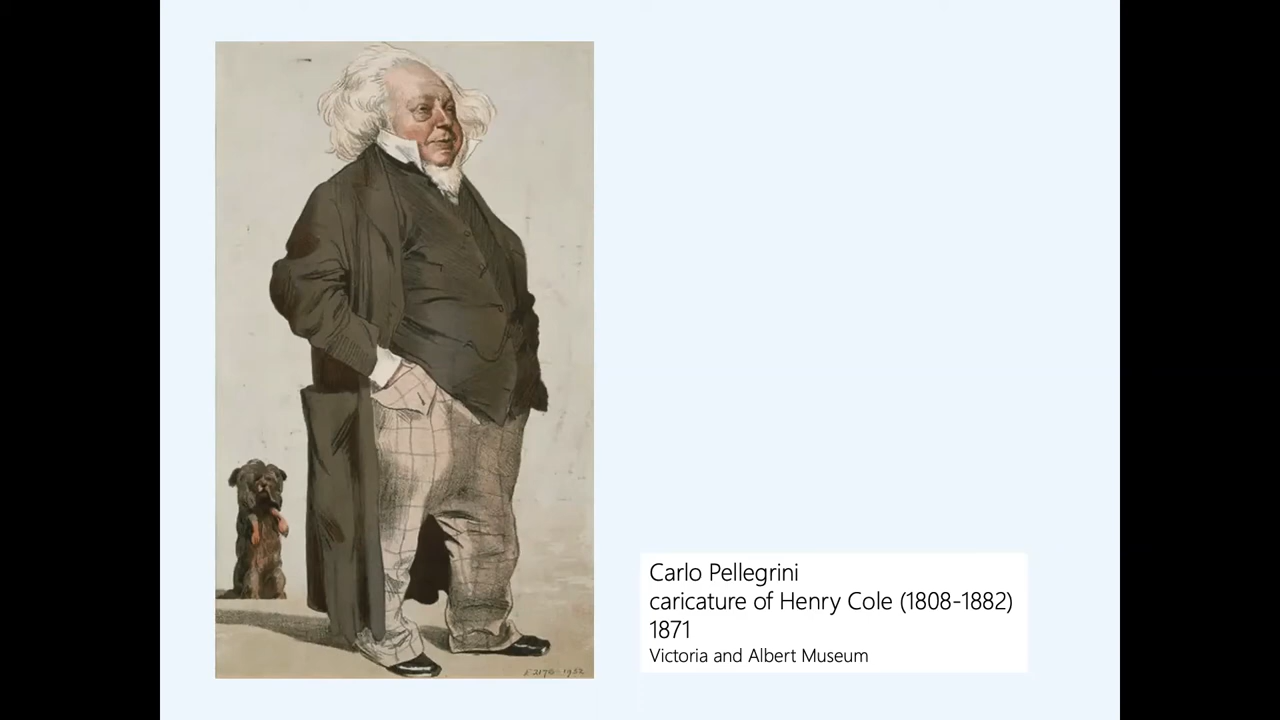 Carlo Pellegrini
caricature of Henry Cole (1808-1882)
1871
Victoria and Albert Museum